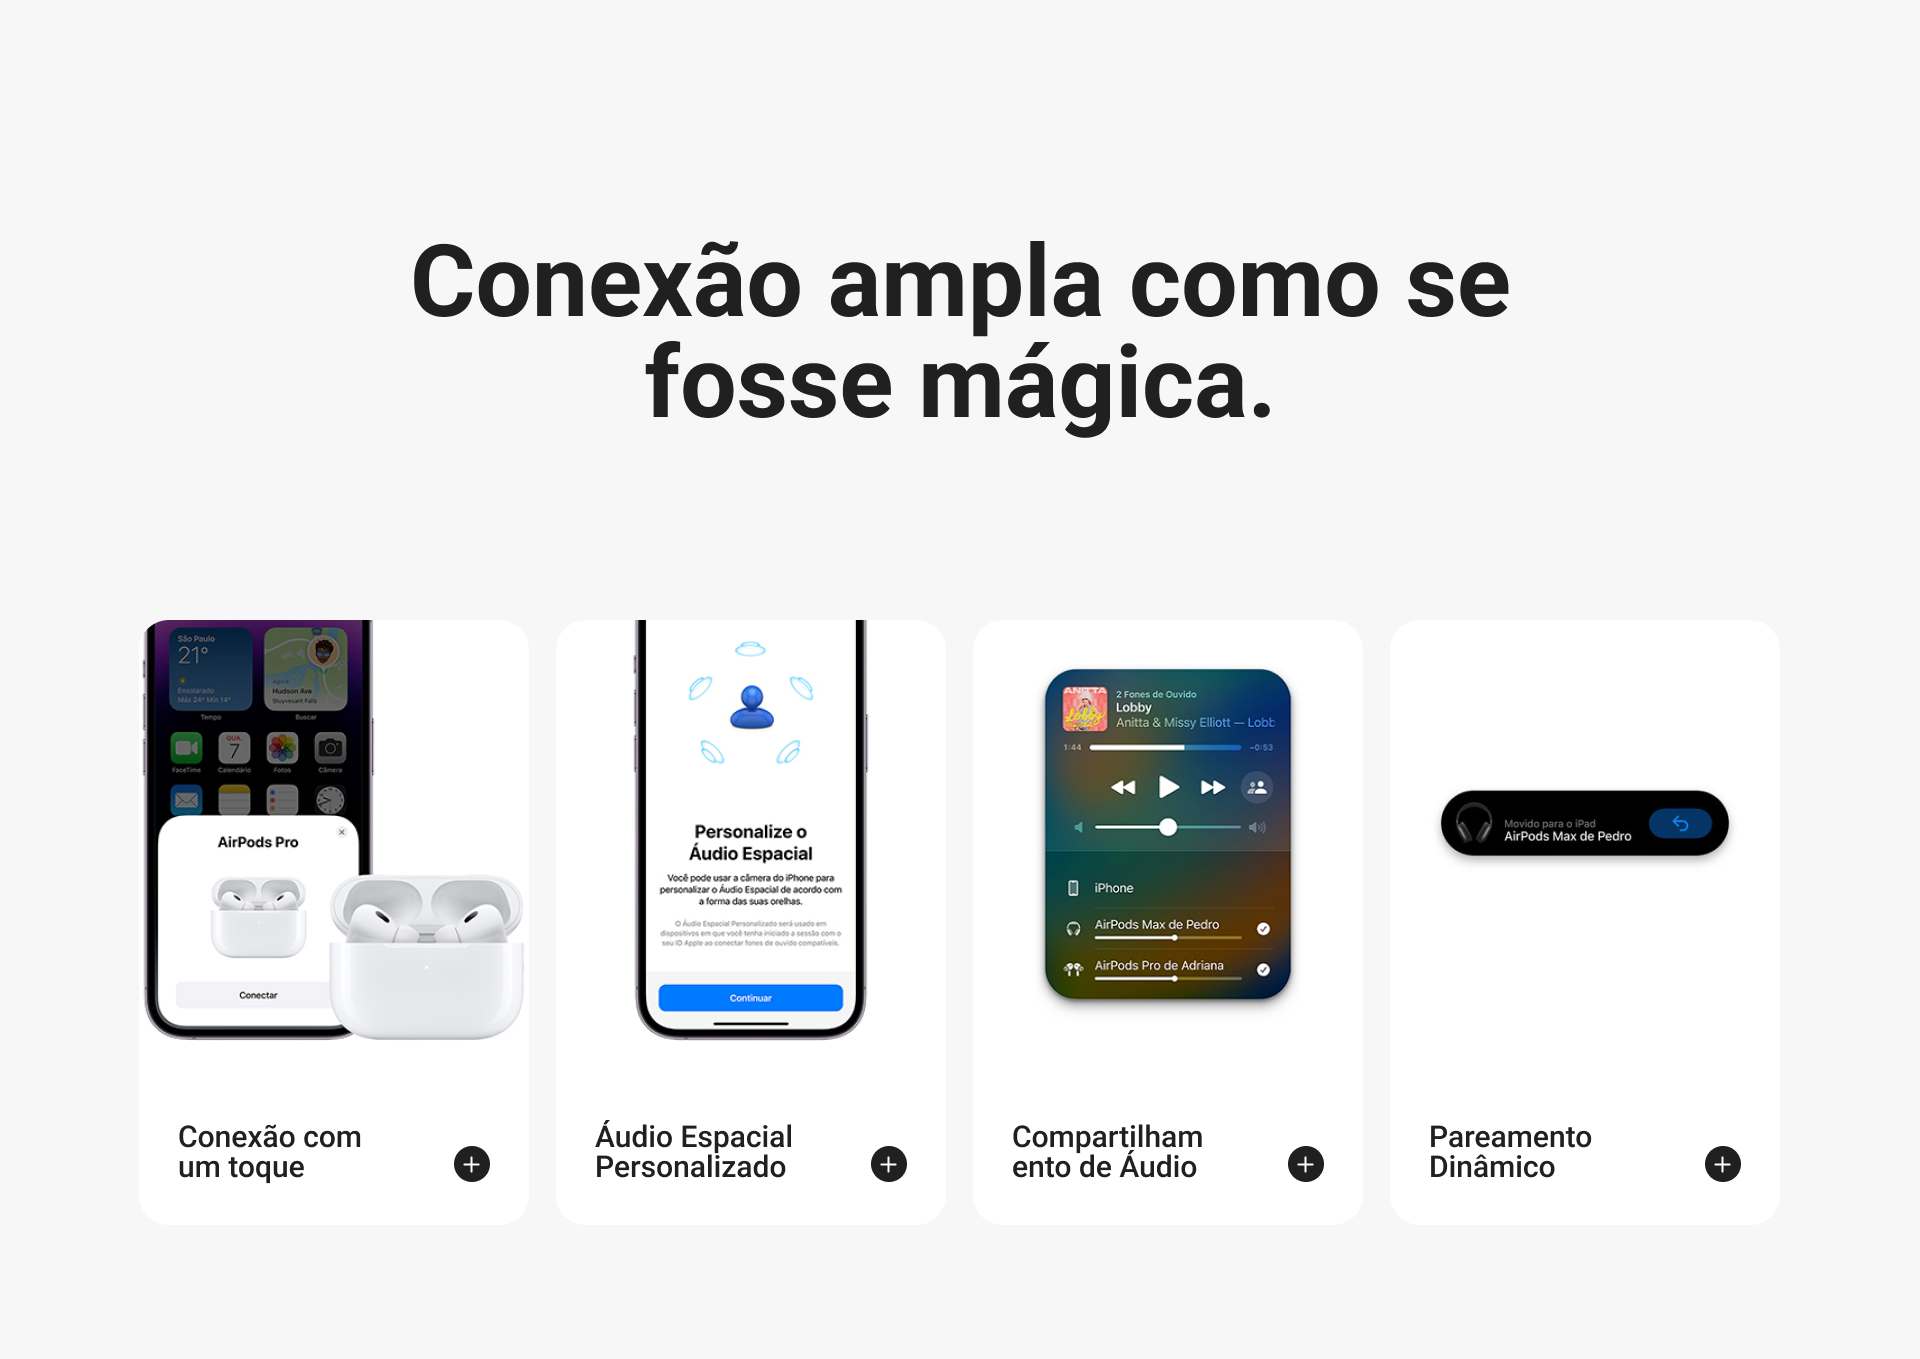 Conexão ampla como se
fosse mágica.
São Paulo
21°
Ensolarado
Máx 24° Mín 14°
Tempo
Agora
Hudson Ave
Stuyvesant Falls
Buscar
FaceTime
QUA.
7
Calendário
Fotos
Câmera
AirPods Pro
Conectar
Conexão com
um toque
Personalize o
Áudio Espacial
Você pode usar a câmera do iPhone para
personalizar o Áudio Espacial de acordo com
a forma das suas orelhas.
O Áudio Espacial Personalizado será usado em
dispositivos em que você tenha iniciado a sessão com o
seu ID Apple ao conectar fones de ouvido compatíveis.
Continuar
Áudio Espacial
Personalizado
ANITTA
Lobby
2 Fones de Ouvido
Lobby
Anitta & Missy Elliott — Lobb
1:44
-0:53
iPhone
AirPods Max de Pedro
AirPods Pro de Adriana
Compartilham
ento de Áudio
Movido para o iPad
AirPods Max de Pedro
Pareamento
Dinâmico